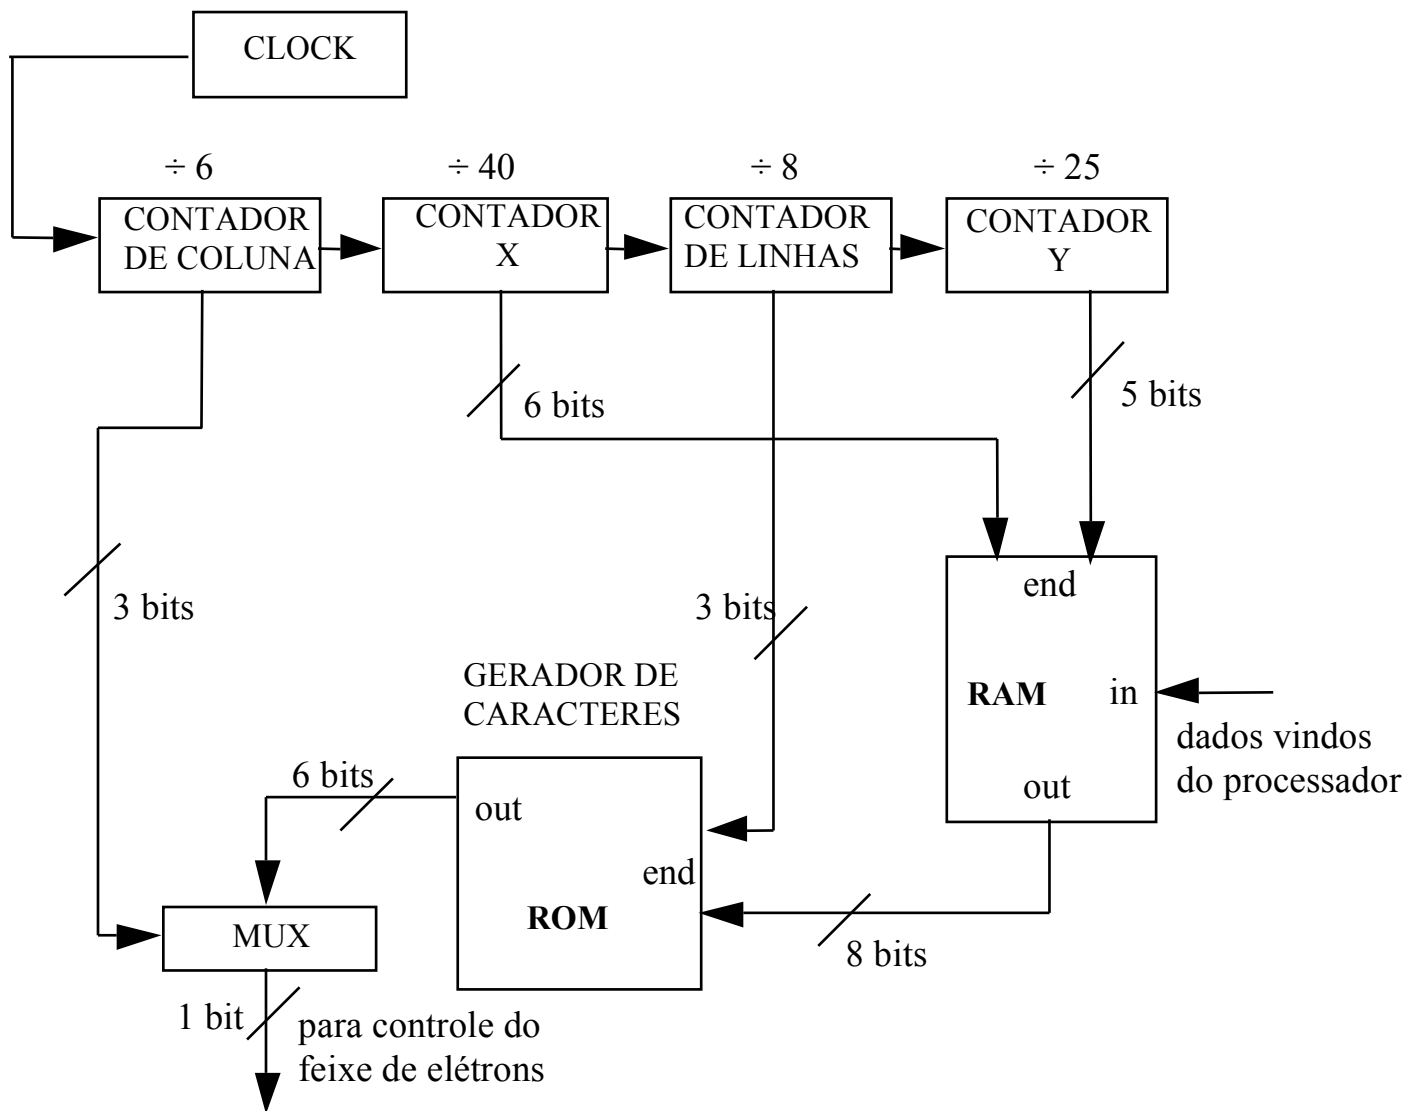 CLOCK
÷ 6
÷ 40
÷ 8
÷ 25
CONTADOR
DE COLUNA
CONTADOR
X
CONTADOR
DE LINHAS
CONTADOR
Y
6 bits
5 bits
3 bits
3 bits
end
RAM
in
out
dados vindos
do processador
GERADOR DE
CARACTERES
6 bits
out
end
ROM
8 bits
MUX
1 bit
para controle do
feixe de elétrons